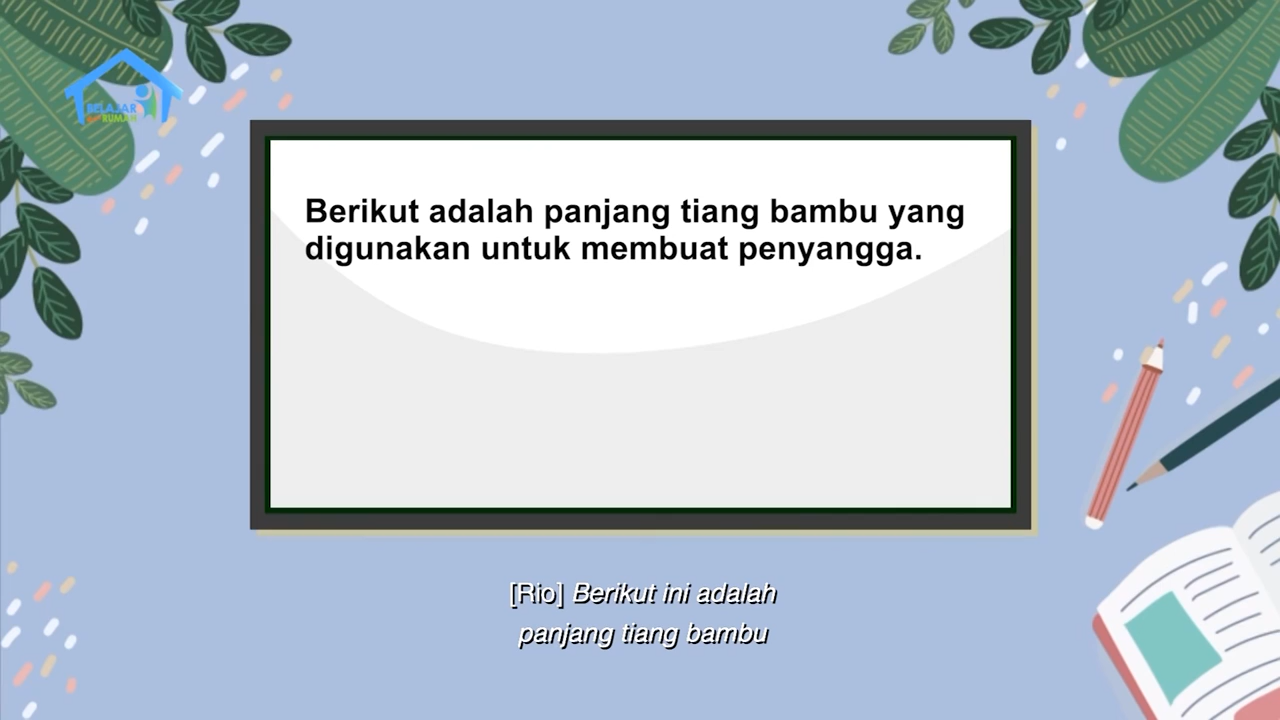 BELAJAR
RUMAH
Berikut adalah panjang tiang bambu yang
digunakan untuk membuat penyangga.
[Rio] Berikut ini adalah
panjang tiang bambu